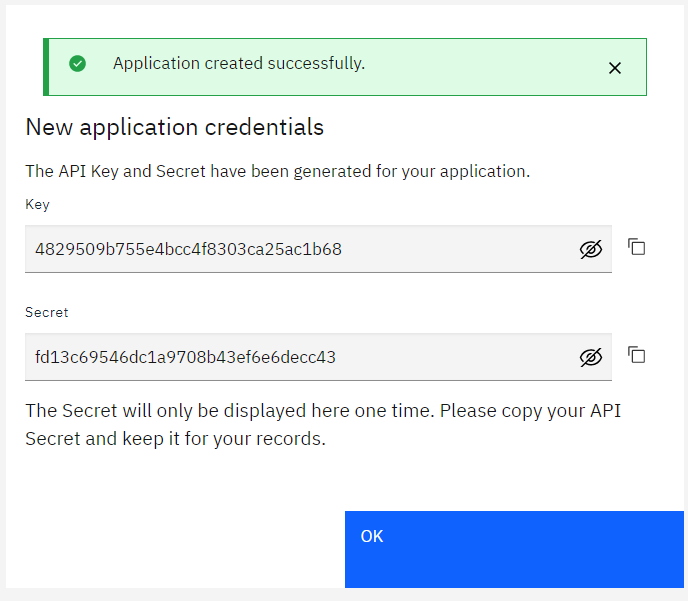 Application created successfully.
New application credentials
The API Key and Secret have been generated for your application.
Key
4829509b755e4bcc4f8303ca25ac1b68
Secret
fd13c69546dc1a9708b43ef6e6decc43
The Secret will only be displayed here one time. Please copy your API
Secret and keep it for your records.
OK